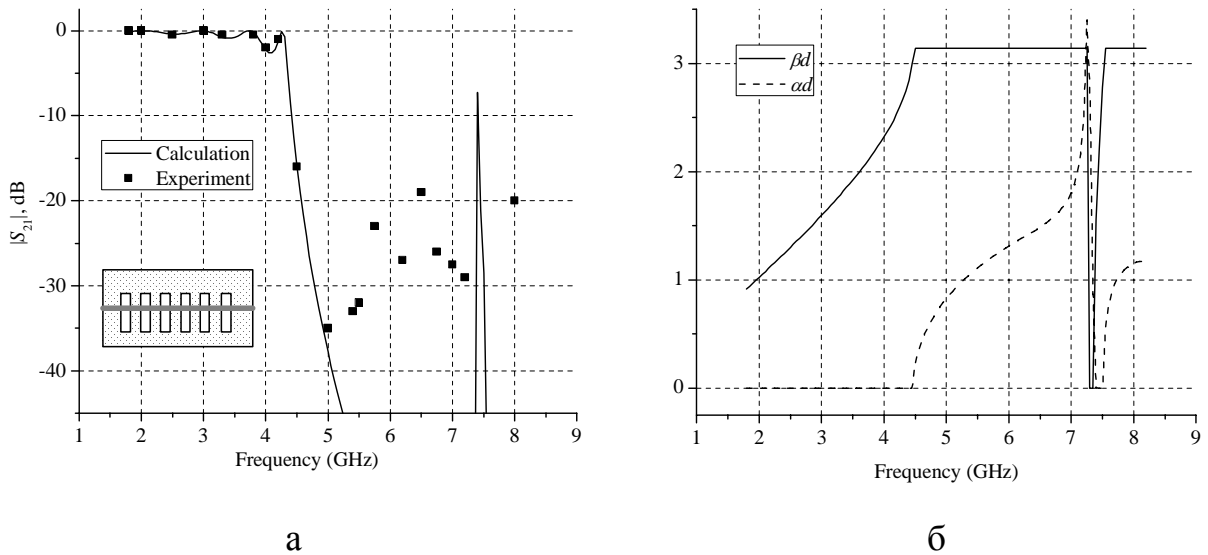 0
-10
-20
-30
-40
|S21|, dB
Calculation
Experiment
1 2 3 4 5 6 7 8 9
Frequency (GHz)
а
3
2
1
0
βd
αd
1 2 3 4 5 6 7 8 9
Frequency (GHz)
б